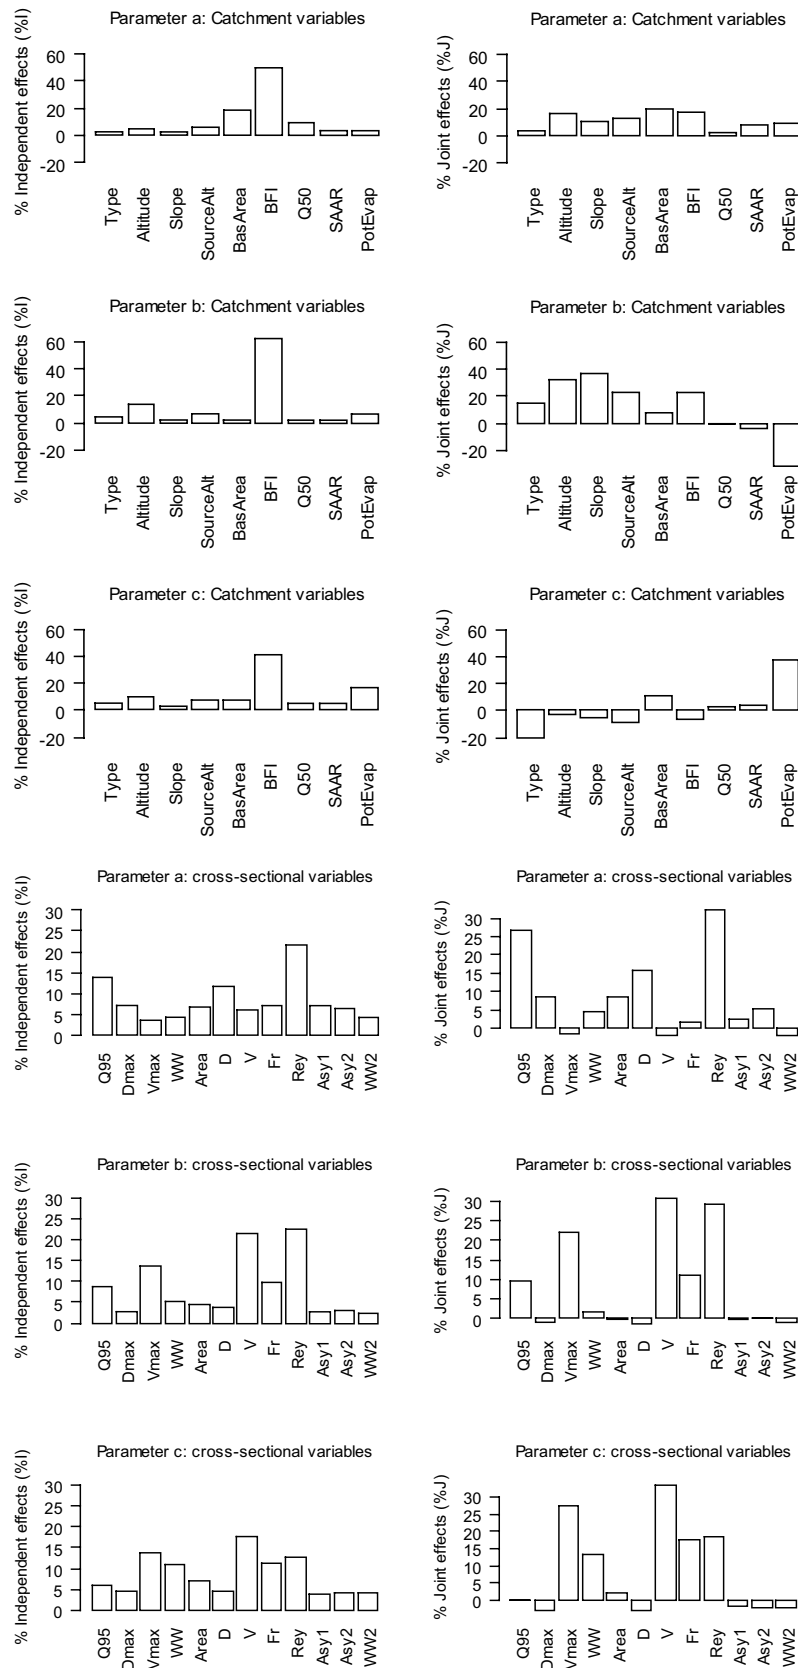 Parameter a: Catchment variables
% Independent effects (%I)
60
40
20
0
-20
Type
Altitude
Slope
SourceAlt
BasArea
BFI
Q50
SAAR
PotEvap
Parameter a: Catchment variables
% Joint effects (%J)
60
40
20
0
-20
Type
Altitude
Slope
SourceAlt
BasArea
BFI
Q50
SAAR
PotEvap
Parameter b: Catchment variables
% Independent effects (%I)
60
40
20
0
-20
Type
Altitude
Slope
SourceAlt
BasArea
BFI
Q50
SAAR
PotEvap
Parameter b: Catchment variables
% Joint effects (%J)
60
40
20
0
-20
Type
Altitude
Slope
SourceAlt
BasArea
BFI
Q50
SAAR
PotEvap
Parameter c: Catchment variables
% Independent effects (%I)
60
40
20
0
-20
Type
Altitude
Slope
SourceAlt
BasArea
BFI
Q50
SAAR
PotEvap
Parameter c: Catchment variables
% Joint effects (%J)
60
40
20
0
-20
Type
Altitude
Slope
SourceAlt
BasArea
BFI
Q50
SAAR
PotEvap
Parameter a: cross-sectional variables
% Independent effects (%I)
30
25
20
15
10
5
0
Q95
Dmax
Vmax
WW
Area
D
V
Fr
Rey
Asy1
Asy2
WW2
Parameter a: cross-sectional variables
% Joint effects (%J)
30
25
20
15
10
5
0
Q95
Dmax
Vmax
WW
Area
D
V
Fr
Rey
Asy1
Asy2
WW2
Parameter b: cross-sectional variables
% Independent effects (%I)
30
25
20
15
10
5
0
Q95
Dmax
Vmax
WW
Area
D
V
Fr
Rey
Asy1
Asy2
WW2
Parameter b: cross-sectional variables
% Joint effects (%J)
30
25
20
15
10
5
0
Q95
Dmax
Vmax
WW
Area
D
V
Fr
Rey
Asy1
Asy2
WW2
Parameter c: cross-sectional variables
% Independent effects (%I)
30
25
20
15
10
5
0
Q95
Dmax
Vmax
WW
Area
D
V
Fr
Rey
Asy1
Asy2
WW2
Parameter c: cross-sectional variables
% Joint effects (%J)
30
25
20
15
10
5
0
Q95
Dmax
Vmax
WW
Area
D
V
Fr
Rey
Asy1
Asy2
WW2